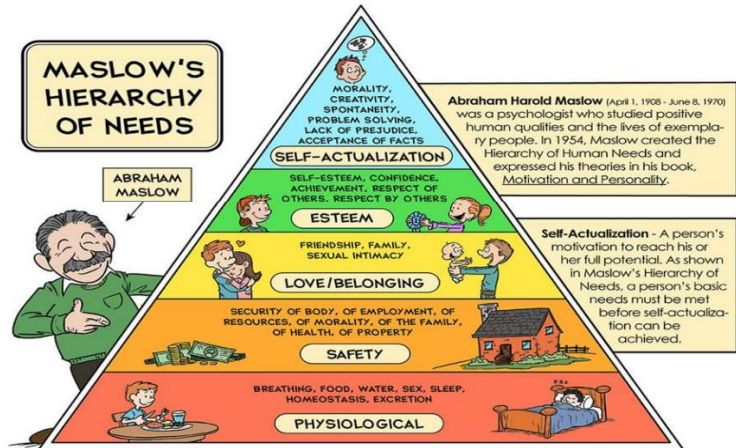 MASLOW'S
HIERARCHY
OF NEEDS
ABRAHAM
MASLOW
MORALITY,
CREATIVITY,
SPONTANEITY,
PROBLEM SOLVING,
LACK OF PREJUDICE,
ACCEPTANCE OF FACTS
SELF-ACTUALIZATION
SELF-ESTEEM, CONFIDENCE,
ACHIEVEMENT, RESPECT OF
OTHERS, RESPECT BY OTHERS
ESTEEM
FRIENDSHIP, FAMILY,
SEXUAL INTIMACY
LOVE/BELONGING
SECURITY OF BODY, OF EMPLOYMENT, OF
RESOURCES, OF MORALITY, OF THE FAMILY,
OF HEALTH, OF PROPERTY
SAFETY
BREATHING, FOOD, WATER, SEX, SLEEP,
HOMEOSTASIS, EXCRETION
PHYSIOLOGICAL
Abraham Harold Maslow (April 1, 1908 - June 8, 1970)
was a psychologist who studied positive
human qualities and the lives of exempla-
ry people. In 1954, Maslow created the
Hierarchy of Human Needs and
expressed his theories in his book,
Motivation and Personality.
Self-Actualization - A person's
motivation to reach his or
her full potential. As shown
in Maslow's Hierarchy of
Needs, a person's basic
needs must be met
before self-actualiza-
tion can be
achieved.